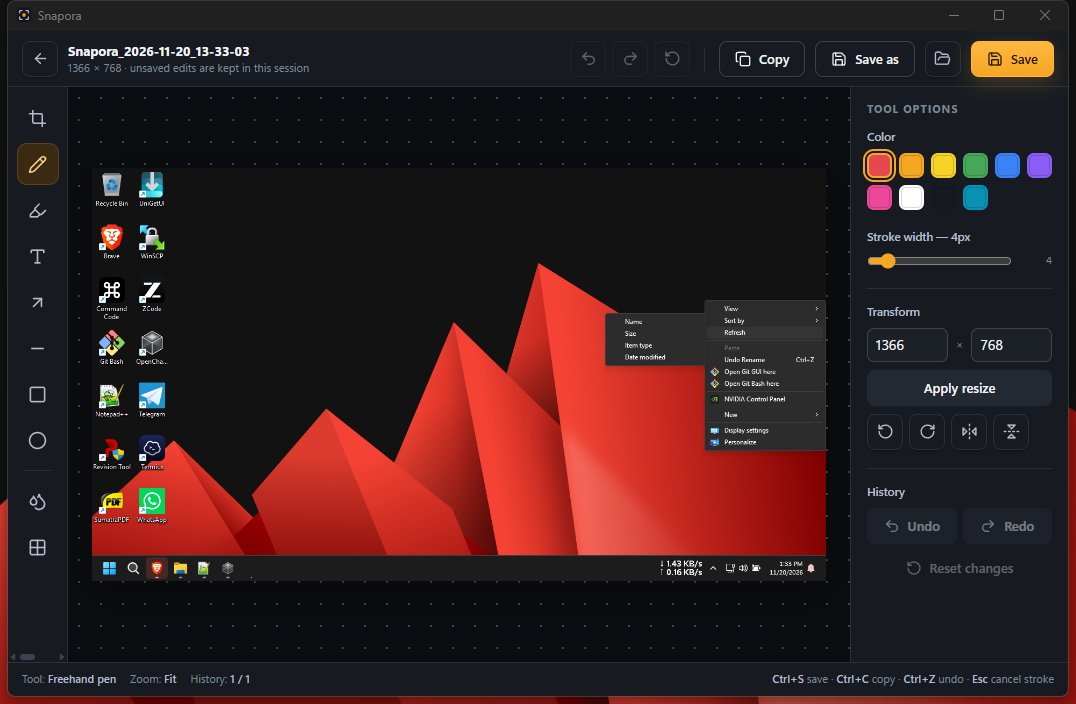 Snapora
Snapora_2026-11-20_13-33-03
1366 × 768 · unsaved edits are kept in this session
Copy
Save as
Save
TOOL OPTIONS
Color
Stroke width — 4px
4
Transform
1366 × 768
Apply resize
History
Undo
Redo
Reset changes
Recycle Bin
UniGetUI
Brave
WinSCP
Command
Code
ZCode
Git Bash
OpenCha...
Notepad++
Telegram
Revision Tool
Termius
PDF
SumatraPDF
WhatsApp
Name
Size
Item type
Date modified
View
Sort by
Refresh
Paste
Undo Rename Ctrl+Z
Open Git GUI here
Open Git Bash here
NVIDIA Control Panel
New
Display settings
Personalize
↓ 1.43 KB/s
↑ 0.16 KB/s
1:33 PM
11/20/2026
Tool: Freehand pen Zoom: Fit History: 1 / 1
Ctrl+S save · Ctrl+C copy · Ctrl+Z undo · Esc cancel stroke